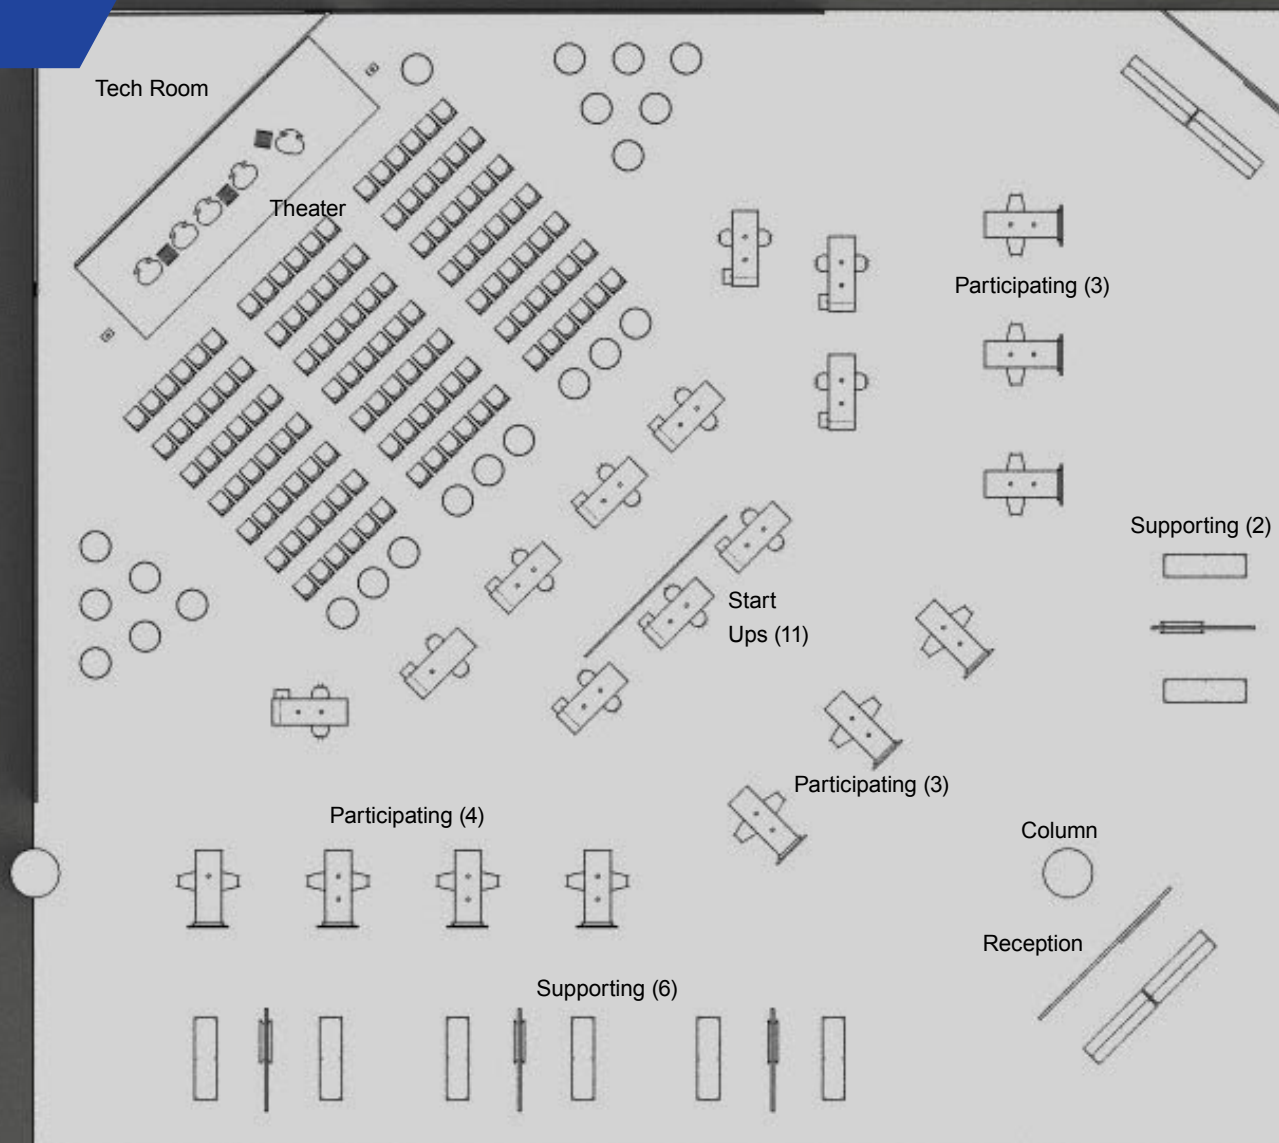 Tech Room
Theater
Participating (3)
Supporting (2)
Start
Ups (11)
Participating (3)
Participating (4)
Column
Reception
Supporting (6)